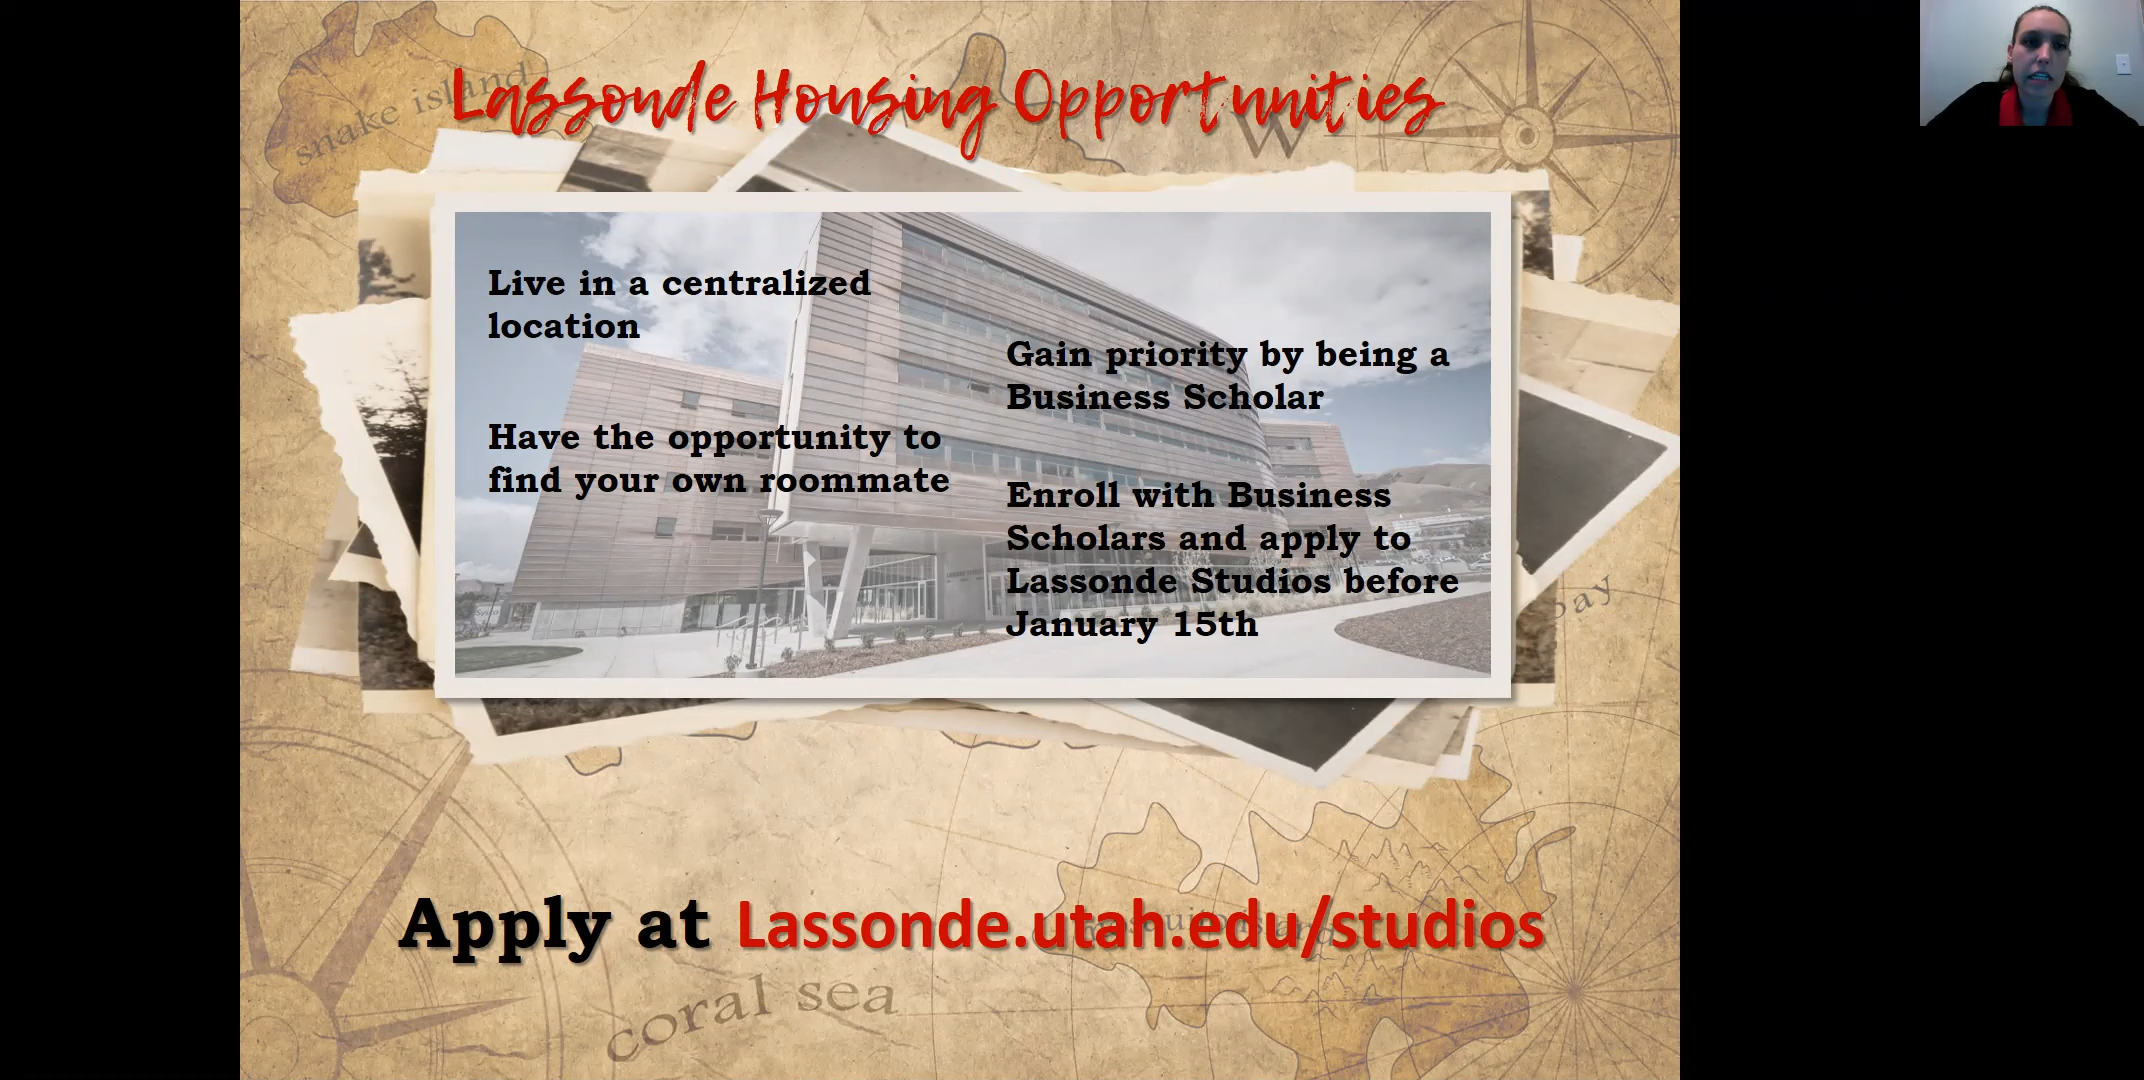 Lassonde Housing Opportunities
snake island
W
Live in a centralized
location
Have the opportunity to
find your own roommate
Gain priority by being a
Business Scholar
Enroll with Business
Scholars and apply to
Lassonde Studios before
January 15th
bay
Apply at Lassonde.utah.edu/studios
coral sea